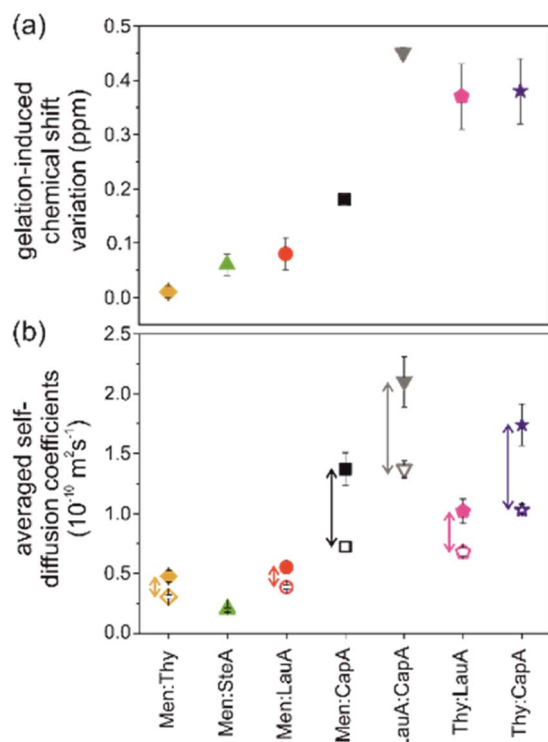 (a)
gelation-induced
chemical shift
variation (ppm)
0.5
0.4
0.3
0.2
0.1
0.0
(b)
averaged self-
diffusion coefficients
(10⁻¹⁰ m²s⁻¹)
2.5
2.0
1.5
1.0
0.5
0.0
Men:Thy
Men:SteA
Men:LauA
Men:CapA
LauA:CapA
Thy:LauA
Thy:CapA